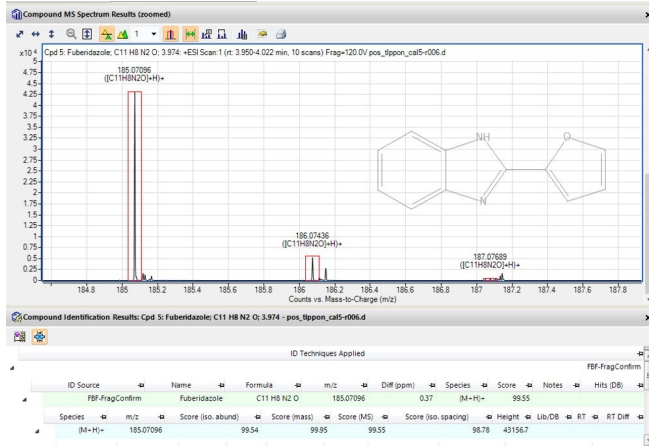 Compound MS Spectrum Results (zoomed)
1
x10 4 Cpd 5: Fuberidazole; C11 H8 N2 O; 3.974: +ESI Scan:1 (rt: 3.950-4.022 min, 10 scans) Frag=120.0V pos_tlppon_cal5-r006.d
5
4.75
4.5
4.25
4
3.75
3.5
3.25
3
2.75
2.5
2.25
2
1.75
1.5
1.25
1
0.75
0.5
0.25
0
185.07096
([C11H8N2O]+H)+
NH
N
O
186.07436
([C11H8N2O]+H)+
187.07689
([C11H8N2O]+H)+
184.8 185 185.2 185.4 185.6 185.8 186 186.2 186.4 186.6 186.8 187 187.2 187.4 187.6 187.8
Counts vs. Mass-to-Charge (m/z)
Compound Identification Results: Cpd 5: Fuberidazole; C11 H8 N2 O; 3.974 - pos_tlppon_cal5-r006.d
ID Techniques Applied
FBF-FragConfirm
ID Source Name Formula m/z Diff (ppm) Species Score Notes Hits (DB)
FBF-FragConfirm Fuberidazole C11 H8 N2 O 185.07096 0.37 (M+H)+ 99.55
Species m/z Score (iso. abund) Score (mass) Score (MS) Score (iso. spacing) Height Lib/DB RT RT Diff
(M+H)+ 185.07096 99.54 99.95 99.55 98.78 43156.7